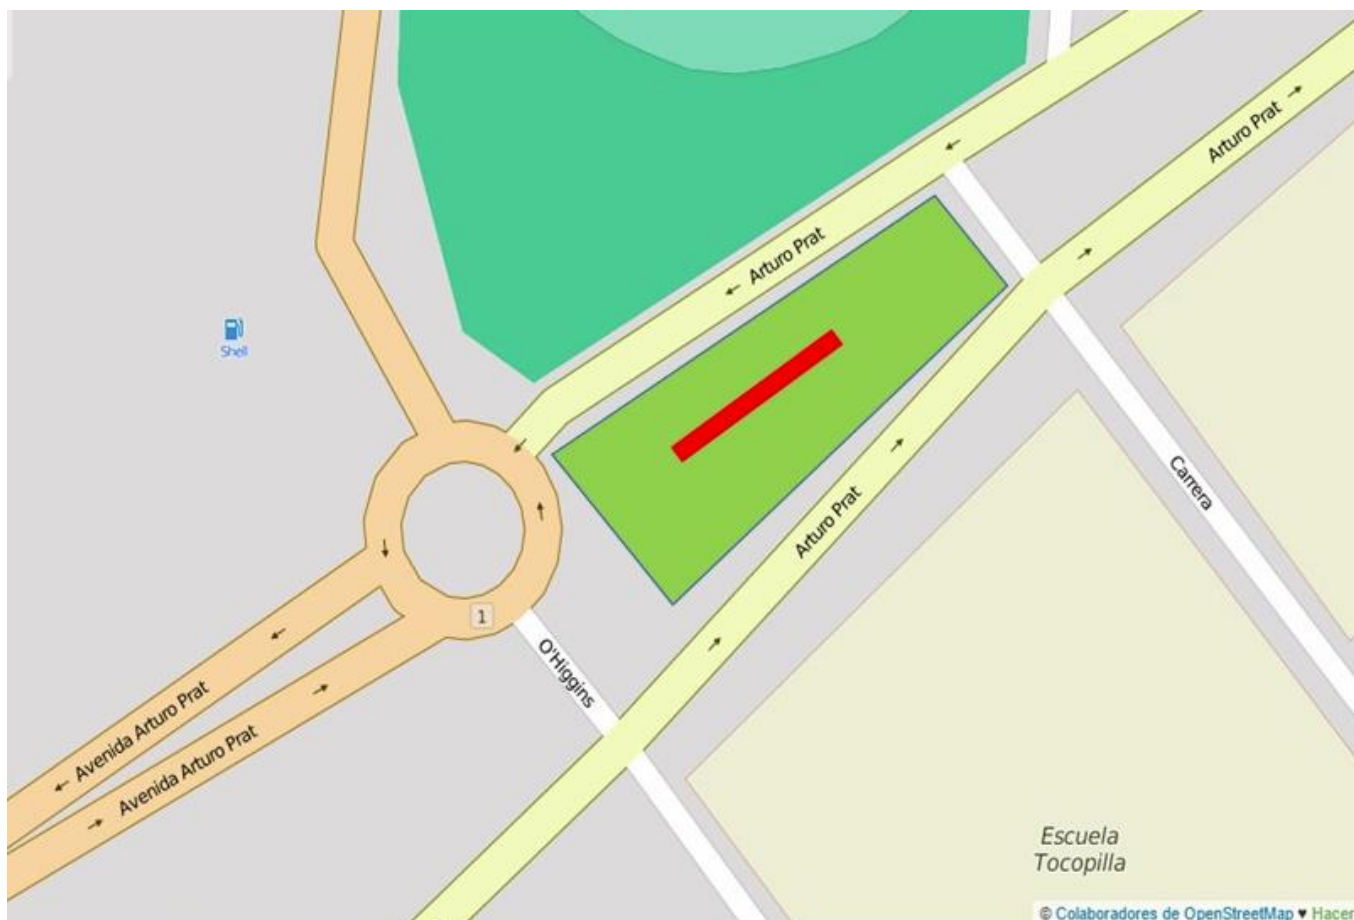 Arturo Prat
Arturo Prat
Shell
Carrera
Arturo Prat
1
O'Higgins
Avenida Arturo Prat
Avenida Arturo Prat
Escuela
Tocopilla
© Colaboradores de OpenStreetMap ♥ Hacer